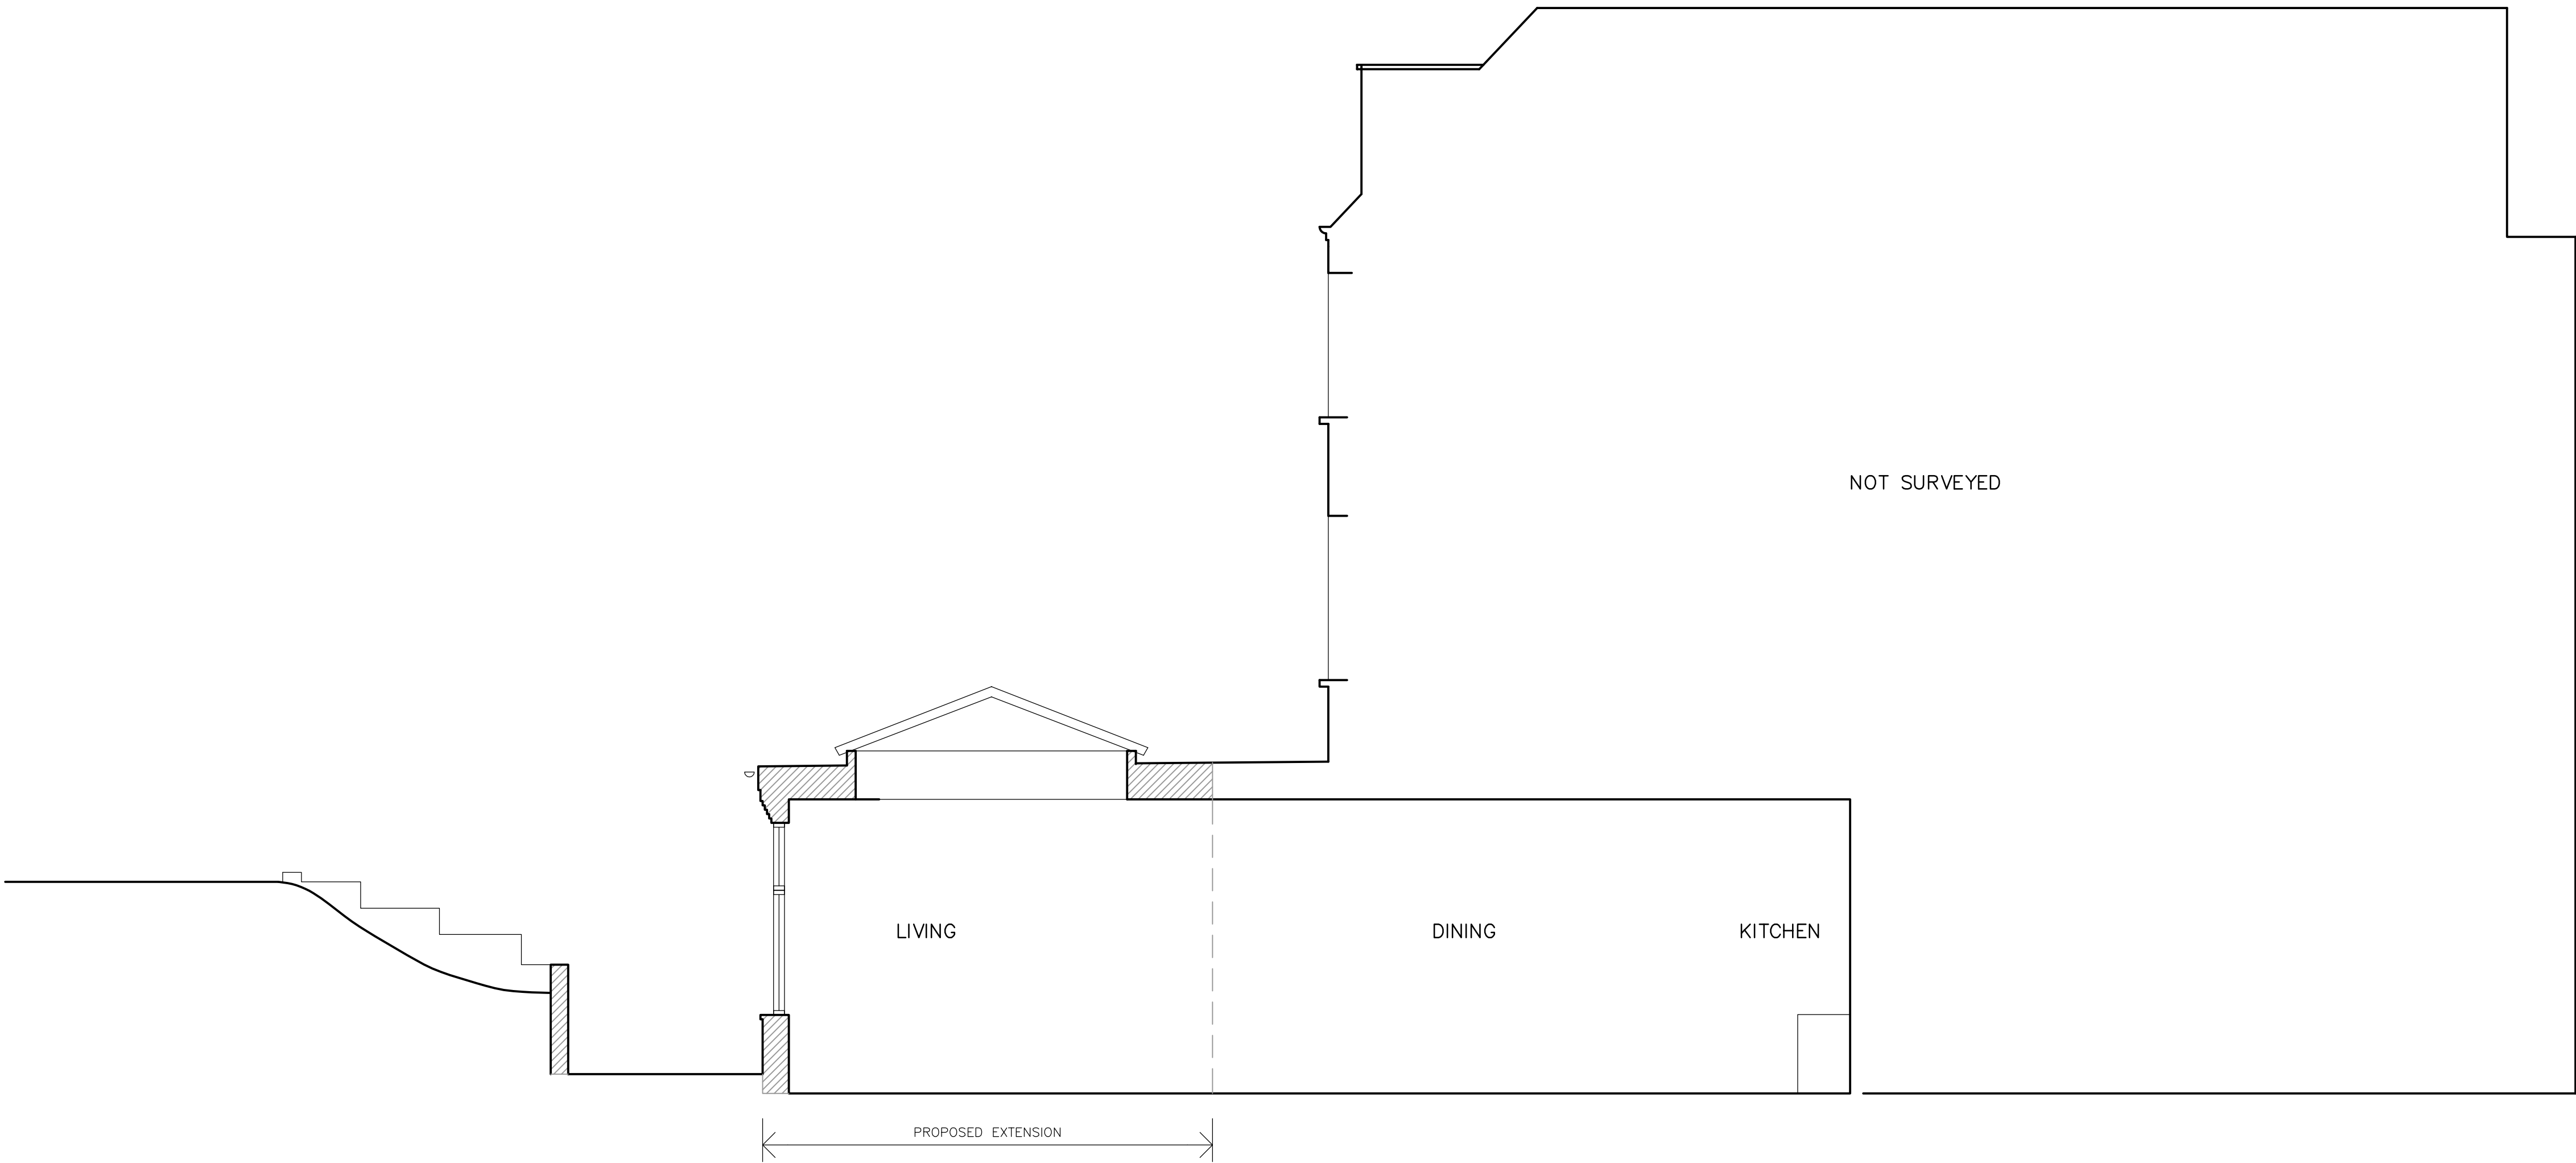 NOT SURVEYED
LIVING
DINING
KITCHEN
PROPOSED EXTENSION